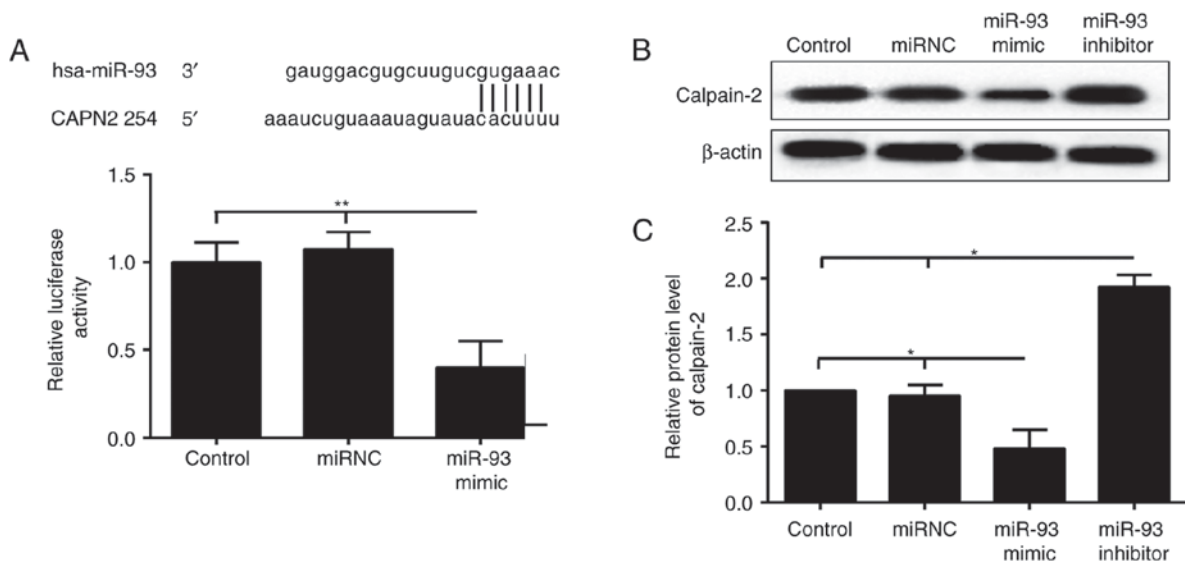 A
hsa-miR-93 3′ gauggacgugcuugucgugaaac
CAPN2 254 5′ aaaucuguaaauaguauacacuuuu
Relative luciferase
activity
1.5
1.0
0.5
0.0
**
Control miRNC miR-93
mimic
B
Control miRNC miR-93
mimic miR-93
inhibitor
Calpain-2
β-actin
C
Relative protein level
of calpain-2
2.5
2.0
1.5
1.0
0.5
0.0
*
*
Control miRNC miR-93
mimic miR-93
inhibitor